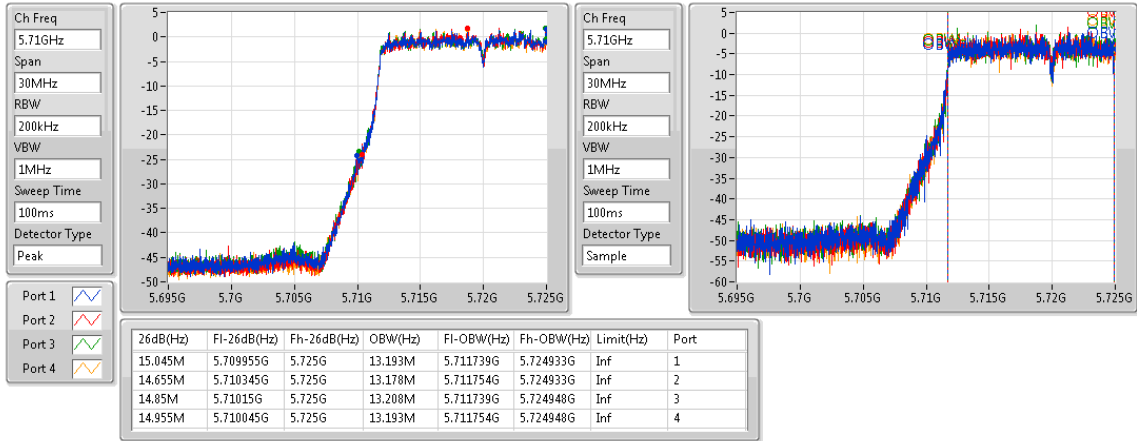 Ch Freq
5.71GHz
Span
30MHz
RBW
200kHz
VBW
1MHz
Sweep Time
100ms
Detector Type
Peak
5
0
-5
-10
-15
-20
-25
-30
-35
-40
-45
-50
5.695G 5.7G 5.705G 5.71G 5.715G 5.72G 5.725G
Ch Freq
5.71GHz
Span
30MHz
RBW
200kHz
VBW
1MHz
Sweep Time
100ms
Detector Type
Sample
5
0
-5
-10
-15
-20
-25
-30
-35
-40
-45
-50
-55
-60
5.695G 5.7G 5.705G 5.71G 5.715G 5.72G 5.725G
Port 1
Port 2
Port 3
Port 4
26dB(Hz) Fl-26dB(Hz) Fh-26dB(Hz) OBW(Hz) Fl-OBW(Hz) Fh-OBW(Hz) Limit(Hz) Port
15.045M 5.709955G 5.725G 13.193M 5.711739G 5.724933G Inf 1
14.655M 5.710345G 5.725G 13.178M 5.711754G 5.724933G Inf 2
14.85M 5.71015G 5.725G 13.208M 5.711739G 5.724948G Inf 3
14.955M 5.710045G 5.725G 13.193M 5.711754G 5.724948G Inf 4